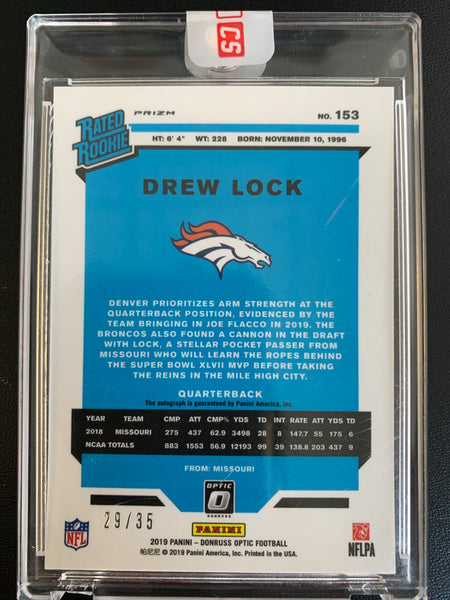 CS
RATED ROOKIE
PRIZM
NO. 153
HT: 6' 4" WT: 228 BORN: NOVEMBER 10, 1996
DREW LOCK
DENVER PRIORITIZES ARM STRENGTH AT THE
QUARTERBACK POSITION, EVIDENCED BY THE
TEAM BRINGING IN JOE FLACCO IN 2019. THE
BRONCOS ALSO FOUND A CANNON IN THE DRAFT
WITH LOCK, A STELLAR POCKET PASSER FROM
MISSOURI WHO WILL LEARN THE ROPES BEHIND
THE SUPER BOWL XLVII MVP BEFORE TAKING
THE REINS IN THE MILE HIGH CITY.
QUARTERBACK
The autograph is guaranteed by Panini America, Inc.
YEAR TEAM CMP ATT CMP% YDS TD INT RATE ATT YDS TD
2018 MISSOURI 275 437 62.9 3498 28 8 147.7 55 175 6
NCAA TOTALS 883 1553 56.9 12193 99 39 138.8 203 437 9
FROM: MISSOURI
OPTIC
DONRUSS
29/35
PANINI
NFL
NFLPA
2019 PANINI – DONRUSS OPTIC FOOTBALL
帕尼尼 © 2019 Panini America, Inc. Printed in the USA.